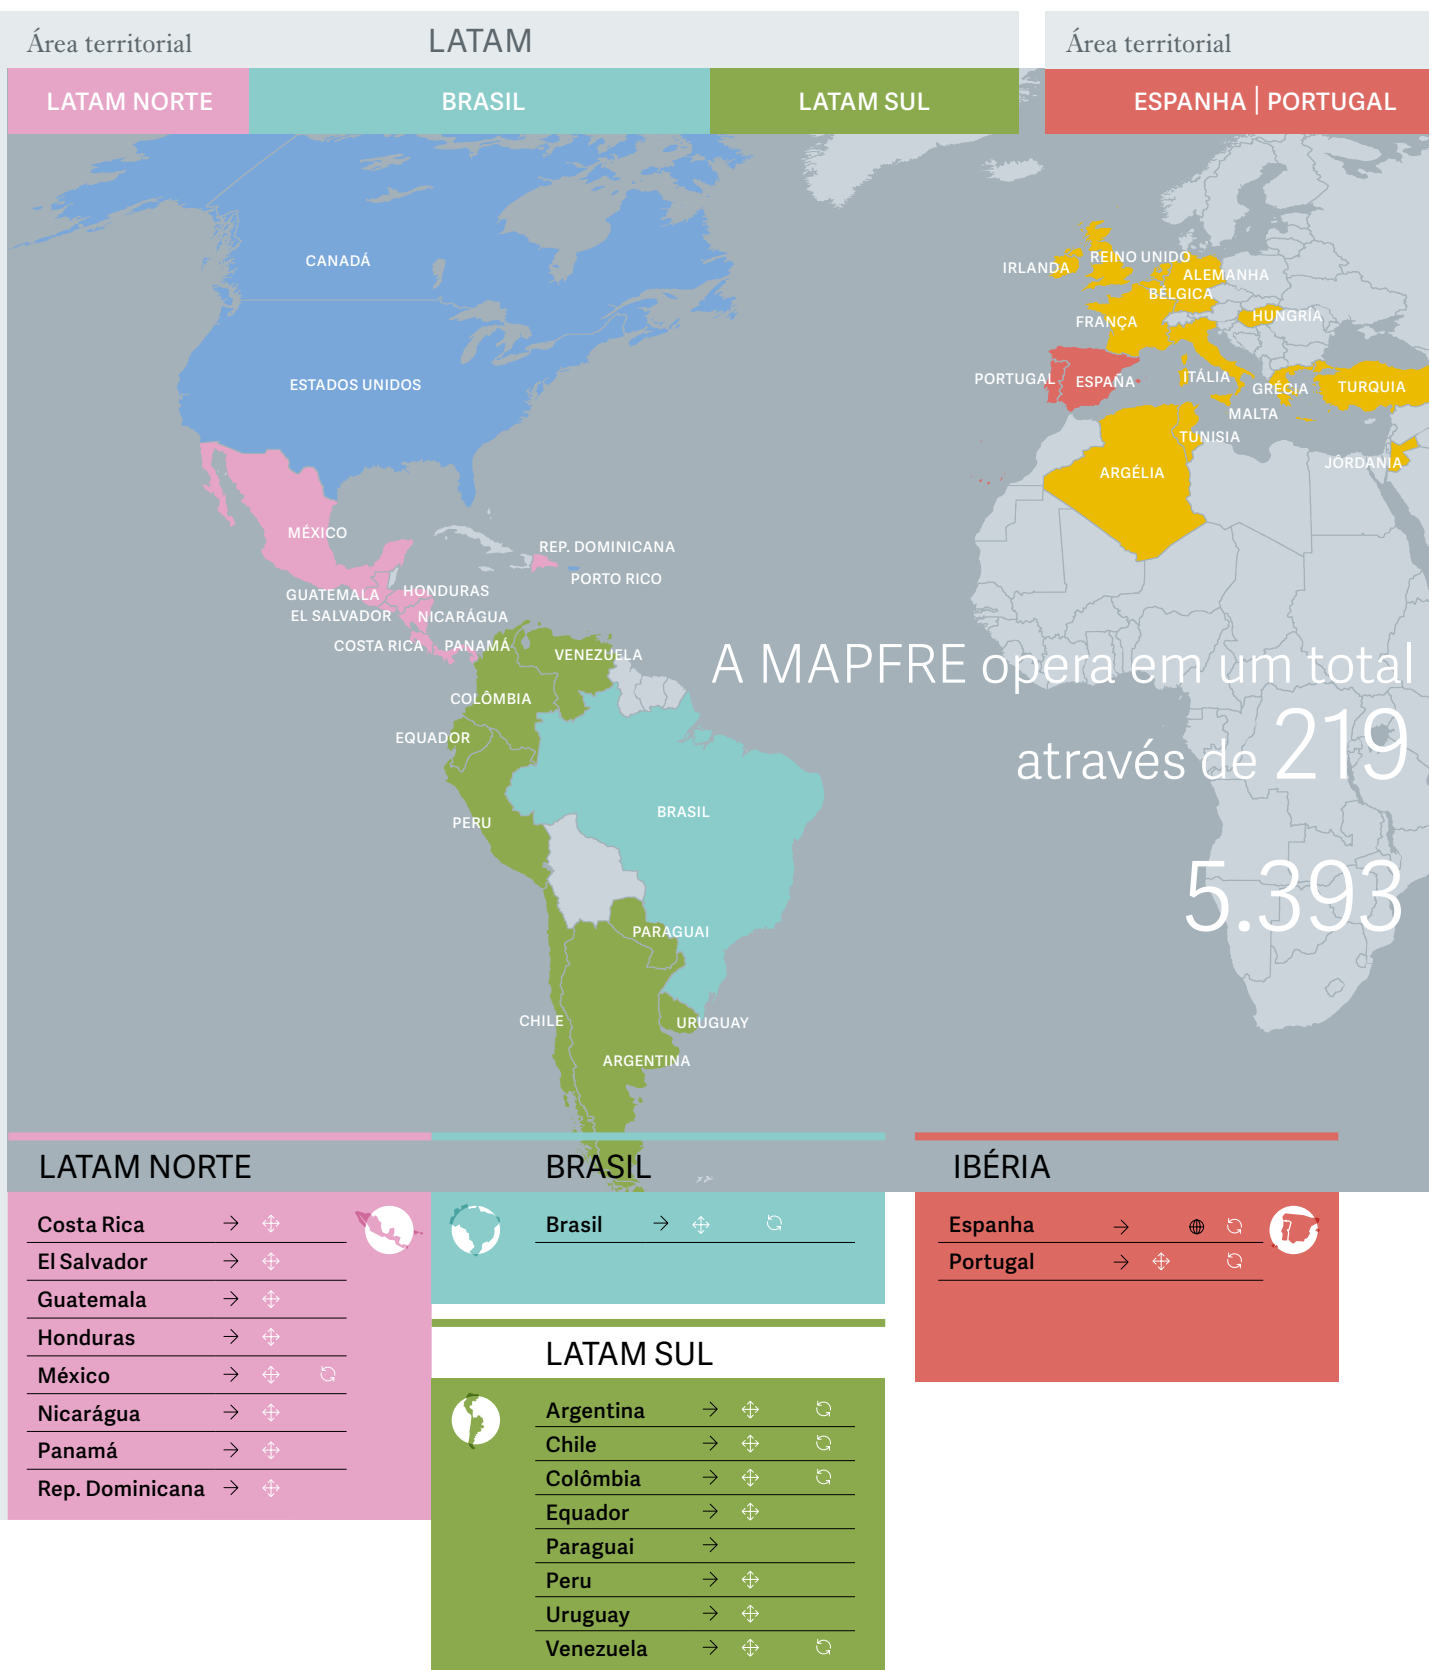 Área territorial
LATAM
Área territorial
LATAM NORTE
BRASIL
LATAM SUL
ESPANHA | PORTUGAL
CANADÁ
ESTADOS UNIDOS
MÉXICO
REP. DOMINICANA
PORTO RICO
GUATEMALA
HONDURAS
EL SALVADOR
NICARÁGUA
COSTA RICA
PANAMÁ
VENEZUELA
COLÔMBIA
EQUADOR
PERU
BRASIL
PARAGUAI
CHILE
URUGUAY
ARGENTINA
IRLANDA
REINO UNIDO
ALEMANHA
BÉLGICA
FRANÇA
HUNGRÍA
PORTUGAL
ESPAÑA
ITÁLIA
GRÉCIA
TURQUIA
MALTA
TUNISIA
JÔRDANIA
ARGÉLIA
A MAPFRE opera em um total
através de 219
5.393
LATAM NORTE
Costa Rica
El Salvador
Guatemala
Honduras
México
Nicarágua
Panamá
Rep. Dominicana
BRASIL
Brasil
LATAM SUL
Argentina
Chile
Colômbia
Equador
Paraguai
Peru
Uruguay
Venezuela
IBÉRIA
Espanha
Portugal